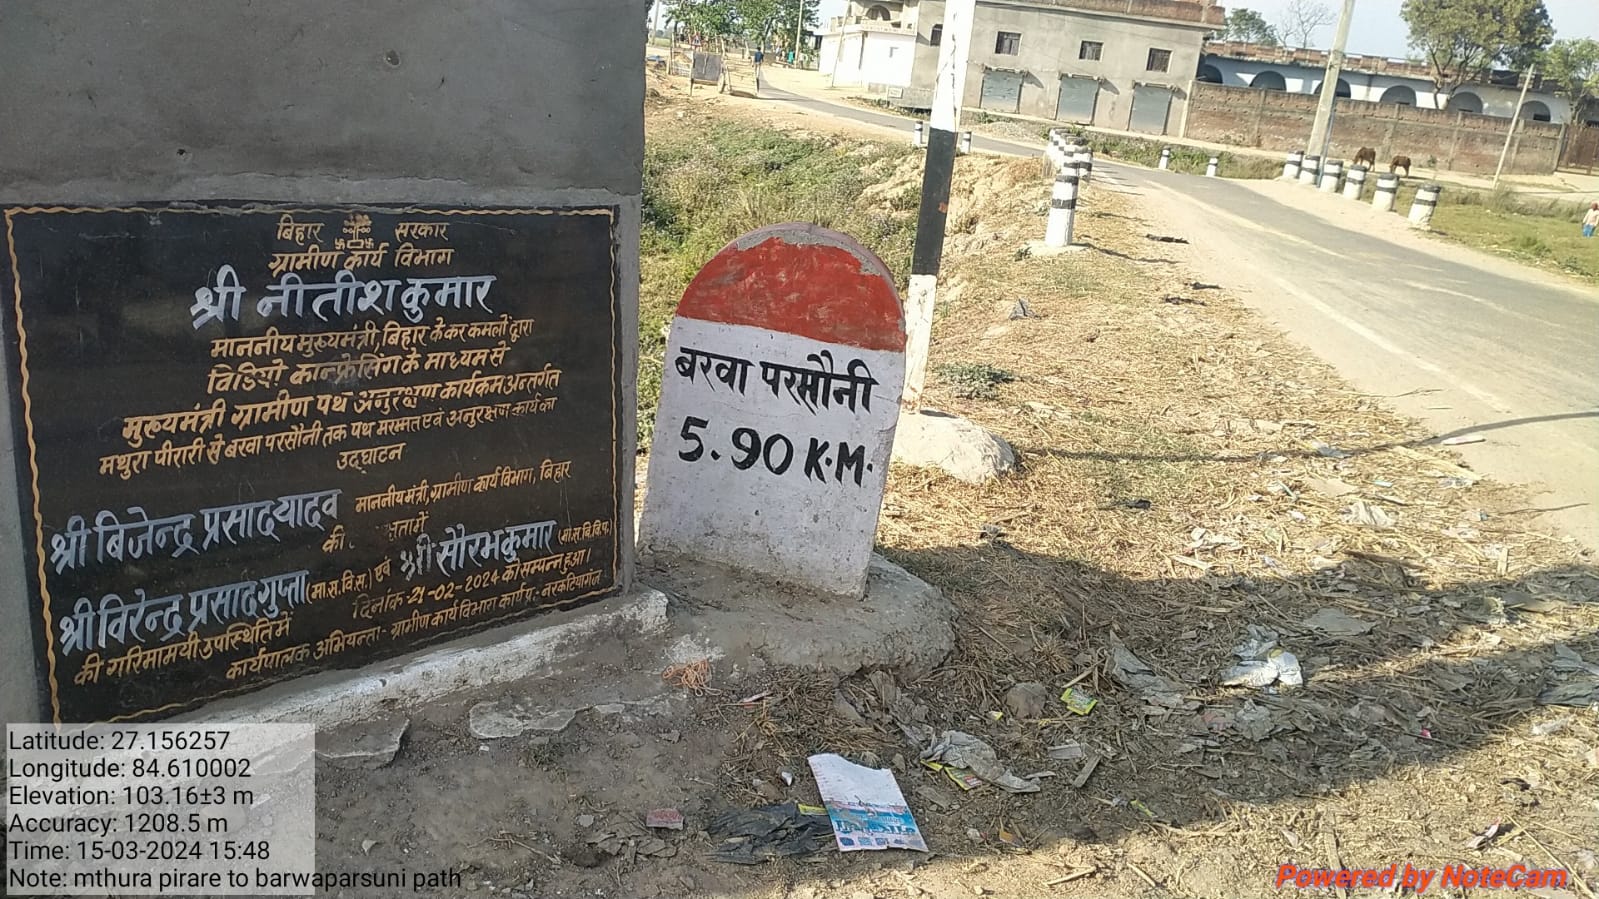 बिहार सरकार
ग्रामीण कार्य विभाग
श्री नीतीश कुमार
माननीय मुख्यमंत्री, बिहार के कर कमलों द्वारा
विडियो कान्फ्रेसिंग के माध्यम से
मुख्यमंत्री ग्रामीण पथ अनुरक्षण कार्यकम अन्तर्गत
मथुरा पीरारी से बरवा परसौनी तक पथ मरम्मत एवं अनुरक्षण कार्य का
उद्घाटन
श्री बिजेन्द्र प्रसाद यादव माननीय मंत्री, ग्रामीण कार्य विभाग, बिहार
की
श्री विरेन्द्र प्रसाद गुप्ता (मा.स.वि.स.) एवं श्री सौरभ कुमार (मा.स.बि.वि.प.)
की गरिमामयी उपस्थिति में दिनांक- 21-02-2024 को सम्पन्न हुआ।
कार्यपालक अभियन्ता- ग्रामीण कार्य विभाग कार्य प्र.- नरकटियागंज
बरवा परसौनी
5.90 K.M.
Latitude: 27.156257
Longitude: 84.610002
Elevation: 103.16±3 m
Accuracy: 1208.5 m
Time: 15-03-2024 15:48
Note: mthura pirare to barwaparsuni path
Powered by NoteCam